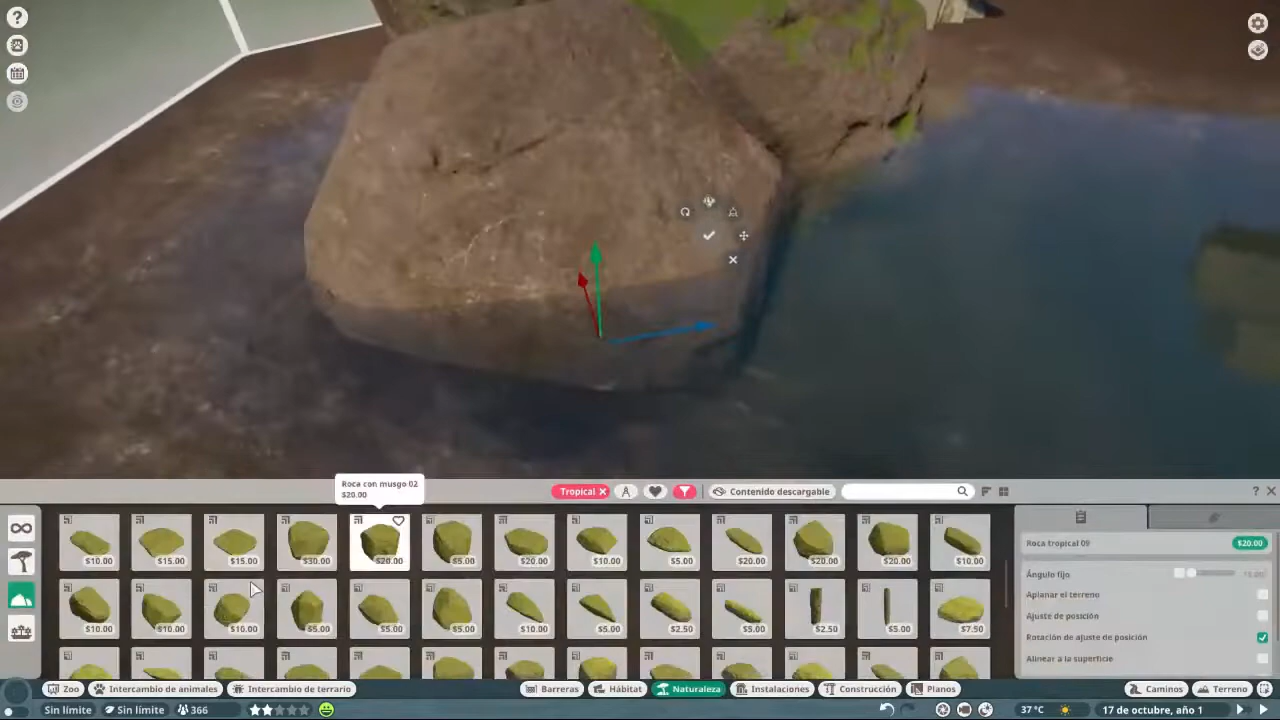 Roca con musgo 02
$20.00
Tropical
Contenido descargable
$10.00 $15.00 $15.00 $30.00 $20.00 $5.00 $20.00 $10.00 $5.00 $20.00 $20.00 $20.00 $10.00
$10.00 $10.00 $10.00 $5.00 $5.00 $5.00 $10.00 $5.00 $2.50 $5.00 $2.50 $5.00 $7.50
Roca tropical 09 $20.00
Ángulo fijo
Aplanar el terreno
Ajuste de posición
Rotación de ajuste de posición
Alinear a la superficie
Zoo Intercambio de animales Intercambio de terrario Barreras Hábitat Naturaleza Instalaciones Construcción Planos Caminos Terreno
Sin límite Sin límite 366 37 °C 17 de octubre, año 1